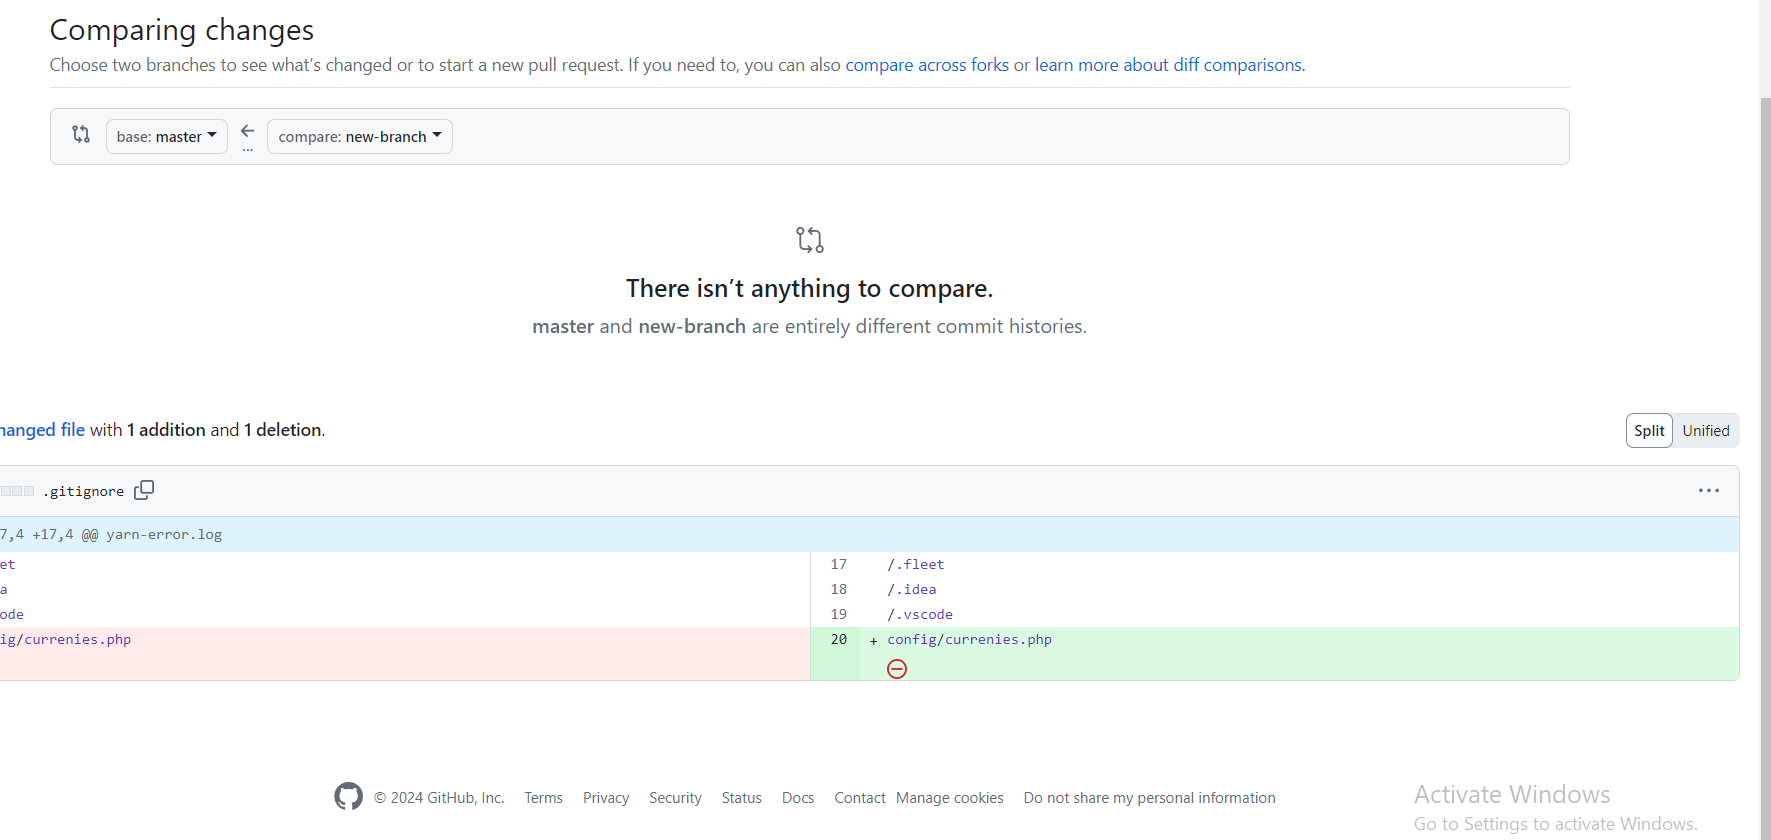 Comparing changes
Choose two branches to see what's changed or to start a new pull request. If you need to, you can also compare across forks or learn more about diff comparisons.
base: master ... compare: new-branch
There isn't anything to compare.
master and new-branch are entirely different commit histories.
hanged file with 1 addition and 1 deletion.
Split Unified
.gitignore
7,4 +17,4 @@ yarn-error.log
et 17 /.fleet
a 18 /.idea
ode 19 /.vscode
ig/currenies.php 20 + config/currenies.php
© 2024 GitHub, Inc. Terms Privacy Security Status Docs Contact Manage cookies Do not share my personal information
Activate Windows
Go to Settings to activate Windows.